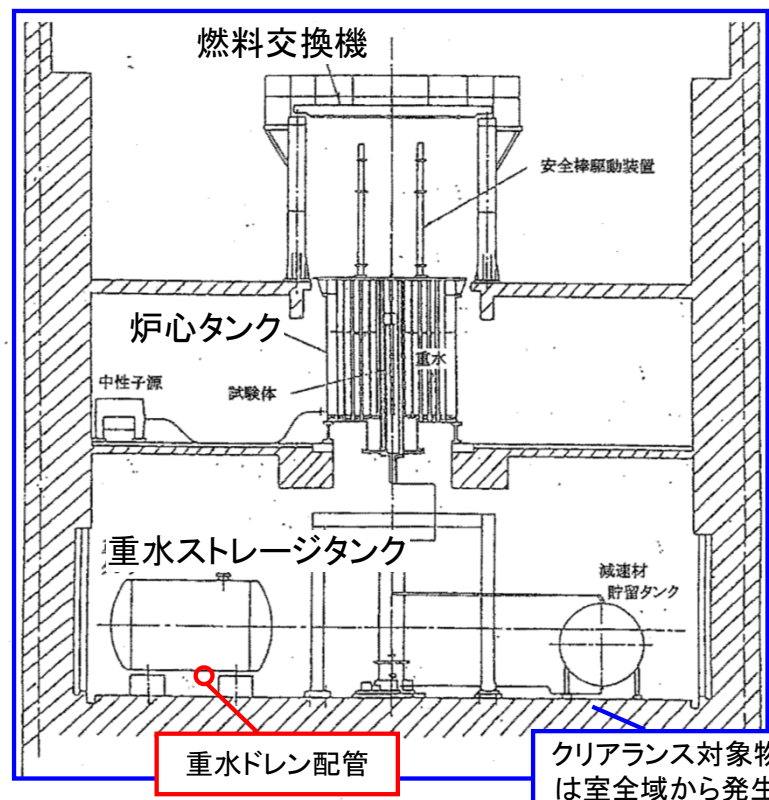 燃料交換機
安全棒駆動装置
炉心タンク
重水
中性子源
試験体
重水ストレージタンク
減速材
貯留タンク
重水ドレン配管
クリアランス対象物
は室全域から発生